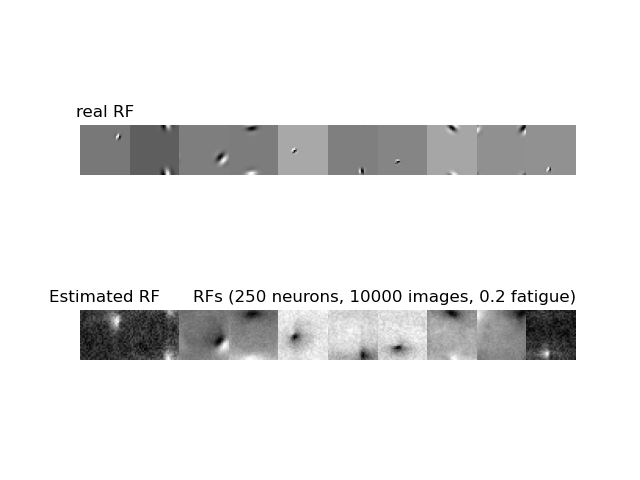 real RF
Estimated RF
RFs (250 neurons, 10000 images, 0.2 fatigue)